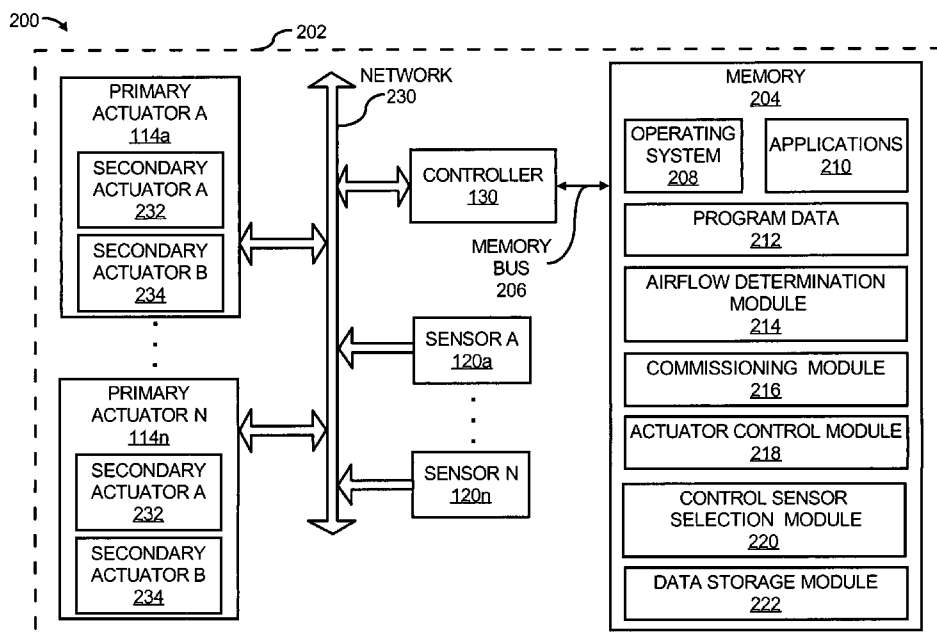 200
202
PRIMARY
ACTUATOR A
114a
SECONDARY
ACTUATOR A
232
SECONDARY
ACTUATOR B
234
PRIMARY
ACTUATOR N
114n
SECONDARY
ACTUATOR A
232
SECONDARY
ACTUATOR B
234
NETWORK
230
CONTROLLER
130
MEMORY
BUS
206
SENSOR A
120a
SENSOR N
120n
MEMORY
204
OPERATING
SYSTEM
208
APPLICATIONS
210
PROGRAM DATA
212
AIRFLOW DETERMINATION
MODULE
214
COMMISSIONING MODULE
216
ACTUATOR CONTROL MODULE
218
CONTROL SENSOR
SELECTION MODULE
220
DATA STORAGE MODULE
222